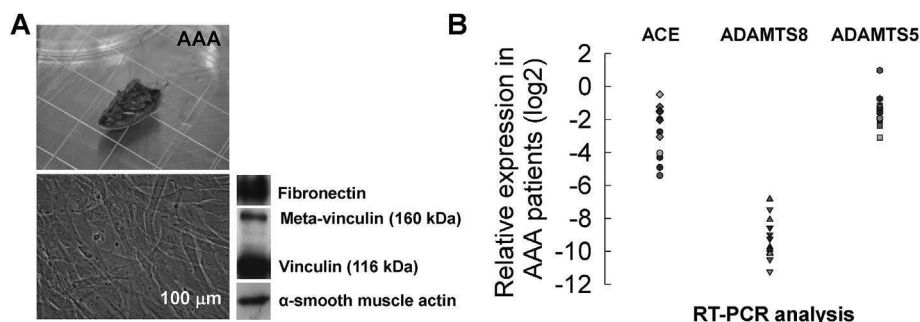 A
AAA
100 μm
Fibronectin
Meta-vinculin (160 kDa)
Vinculin (116 kDa)
α-smooth muscle actin
B
ACE ADAMTS8 ADAMTS5
Relative expression in
AAA patients (log2)
2
0
-2
-4
-6
-8
-10
-12
RT-PCR analysis